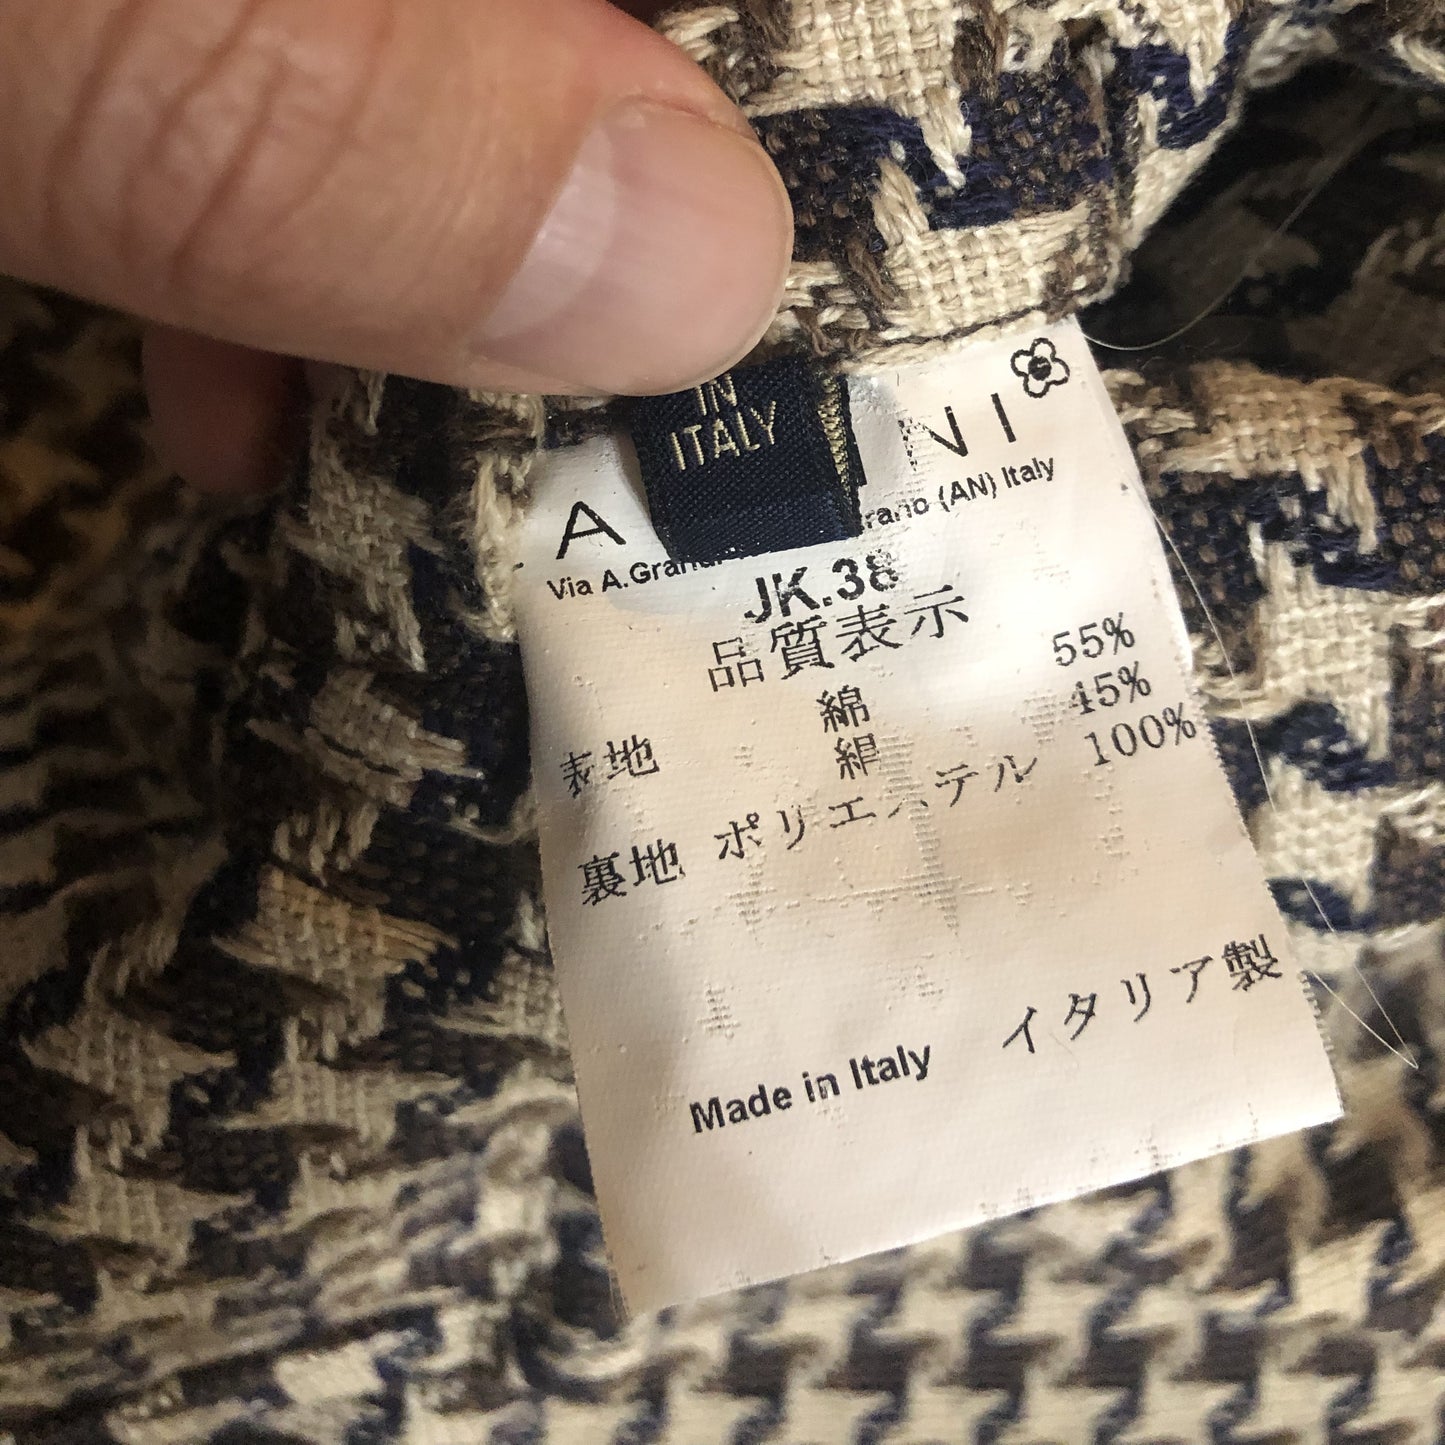 IN
ITALY
A NI
Via A.Grandi rano (AN) Italy
JK.38
品質表示
表地 綿 55%
絹 45%
裏地 ポリエステル 100%
Made in Italy イタリア製